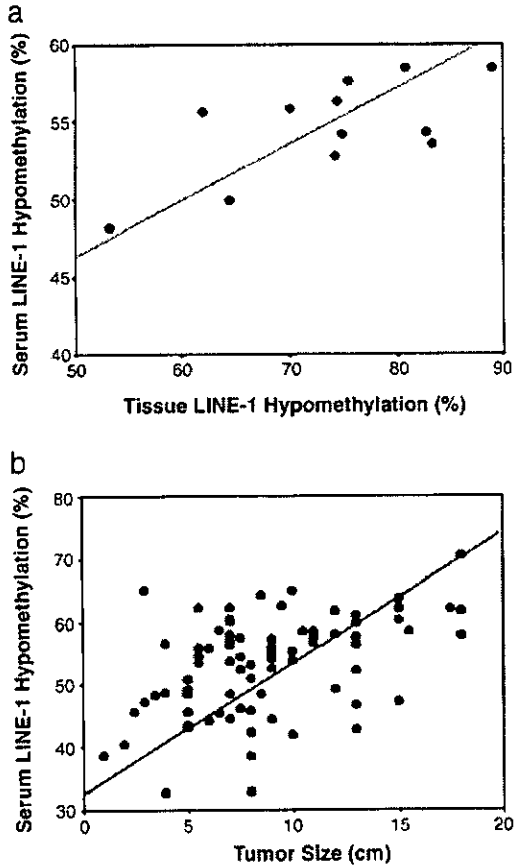 a
Serum LINE-1 Hypomethylation (%)
60
55
50
45
40
50 60 70 80 90
Tissue LINE-1 Hypomethylation (%)
b
Serum LINE-1 Hypomethylation (%)
80
70
60
50
40
30
0 5 10 15 20
Tumor Size (cm)